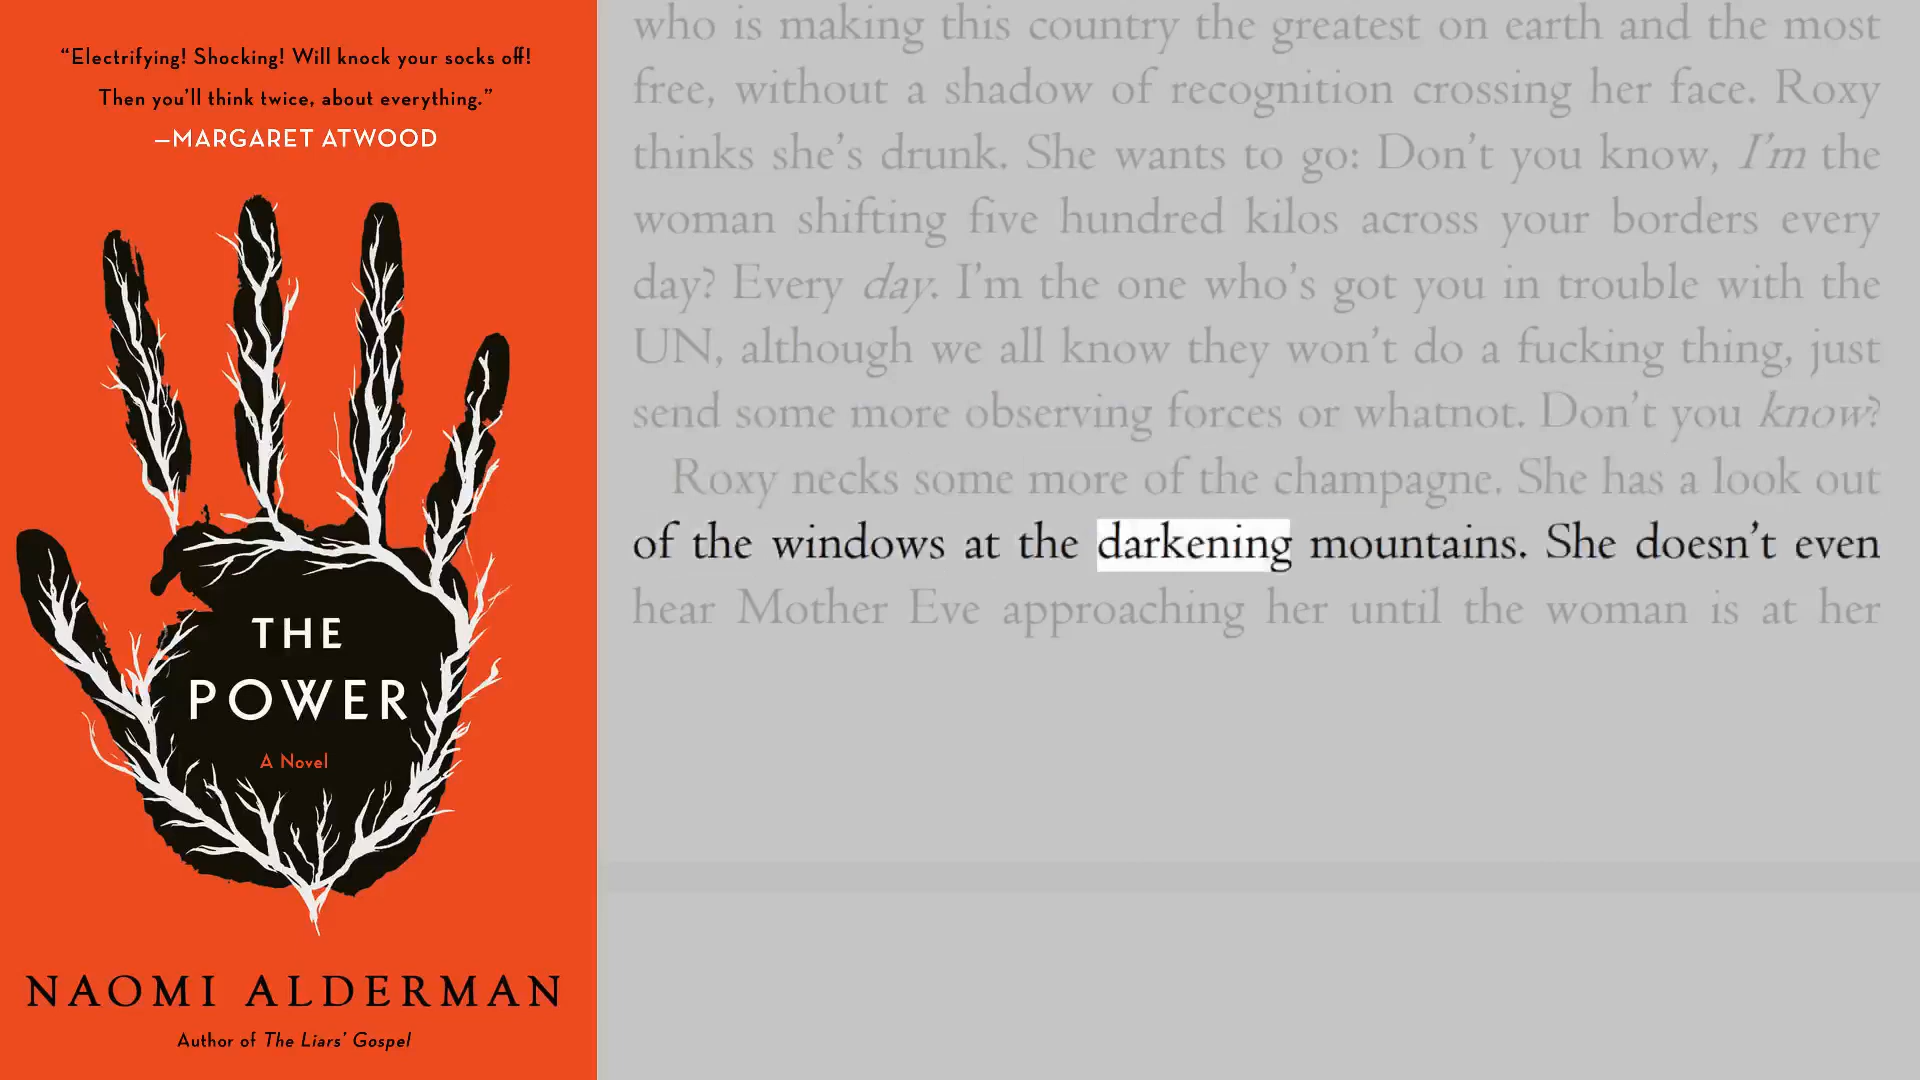 “Electrifying! Shocking! Will knock your socks off!
Then you’ll think twice, about everything.”
—MARGARET ATWOOD
THE
POWER
A Novel
NAOMI ALDERMAN
Author of The Liars’ Gospel
who is making this country the greatest on earth and the most
free, without a shadow of recognition crossing her face. Roxy
thinks she’s drunk. She wants to go: Don’t you know, I’m the
woman shifting five hundred kilos across your borders every
day? Every day. I’m the one who’s got you in trouble with the
UN, although we all know they won’t do a fucking thing, just
send some more observing forces or whatnot. Don’t you know?
Roxy necks some more of the champagne. She has a look out
of the windows at the darkening mountains. She doesn’t even
hear Mother Eve approaching her until the woman is at her